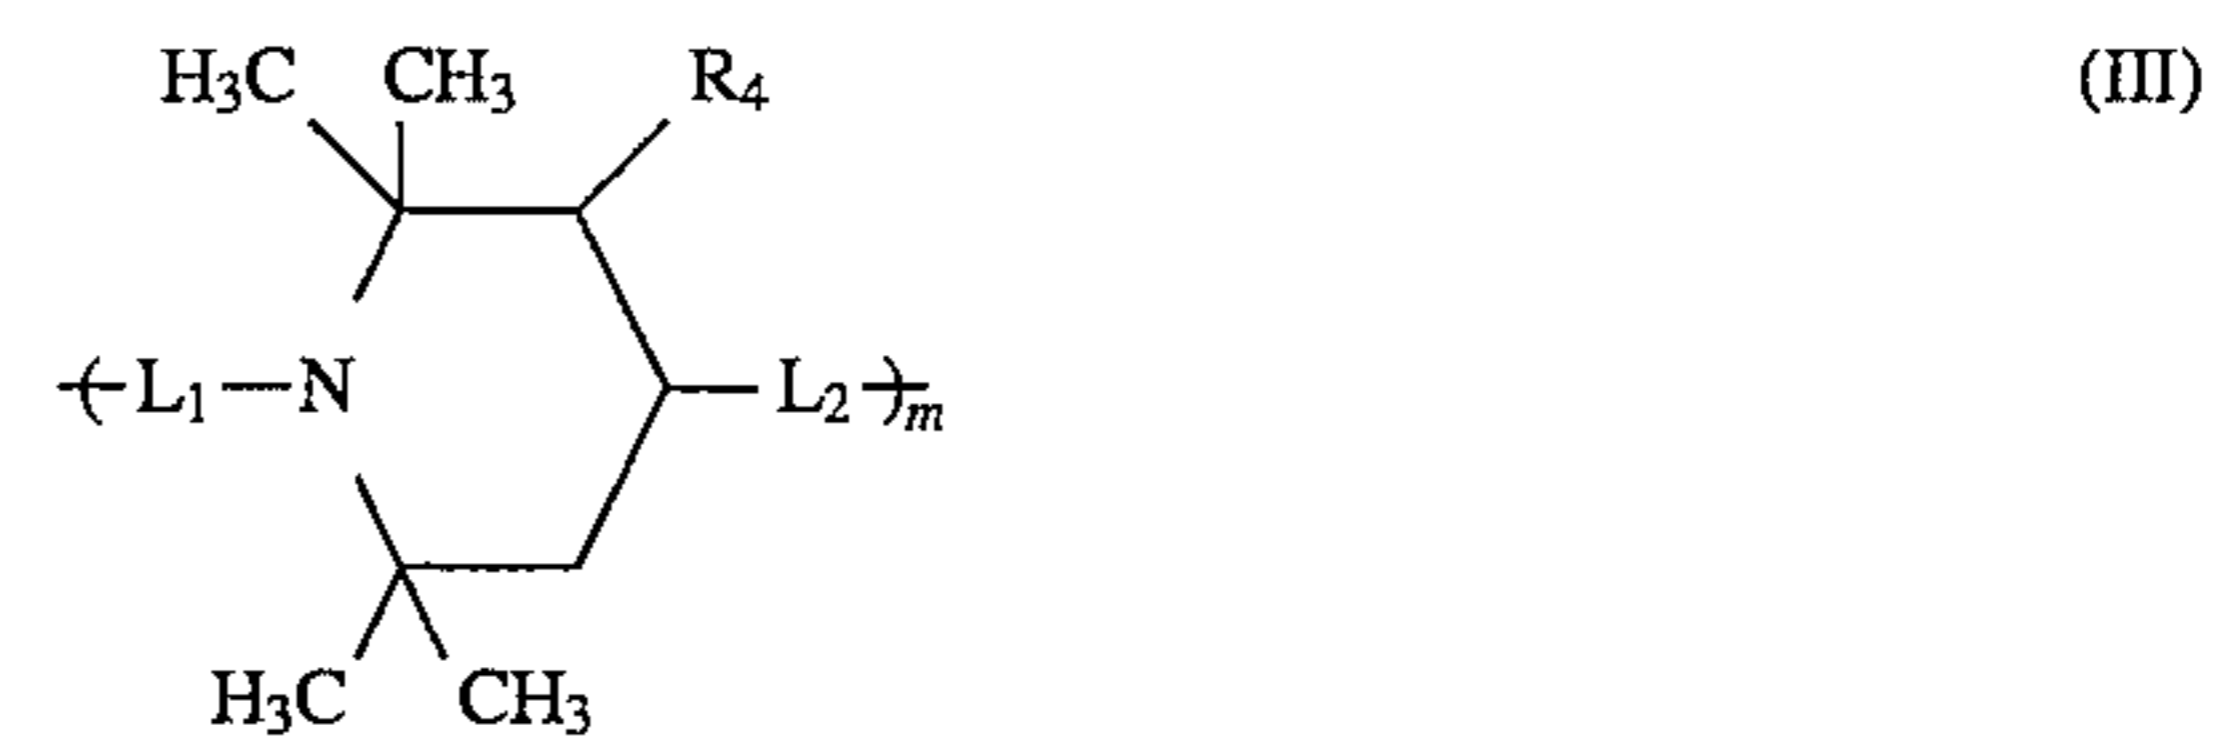 H₃C CH₃ R₄ (III)
-(-L₁—N L₂-)-m
H₃C CH₃